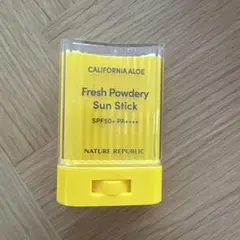 CALIFORNIA ALOE
Fresh Powdery
Sun Stick
SPF50+ PA++++
NATURE REPUBLIC